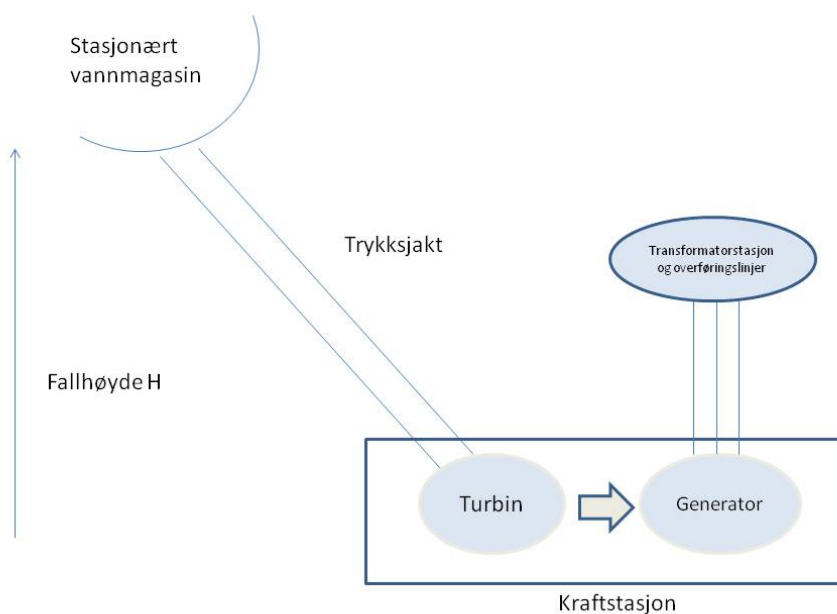 Stasjonært
vannmagasin
Trykksjakt
Transformatorstasjon
og overføringslinjer
Fallhøyde H
Turbin
Generator
Kraftstasjon